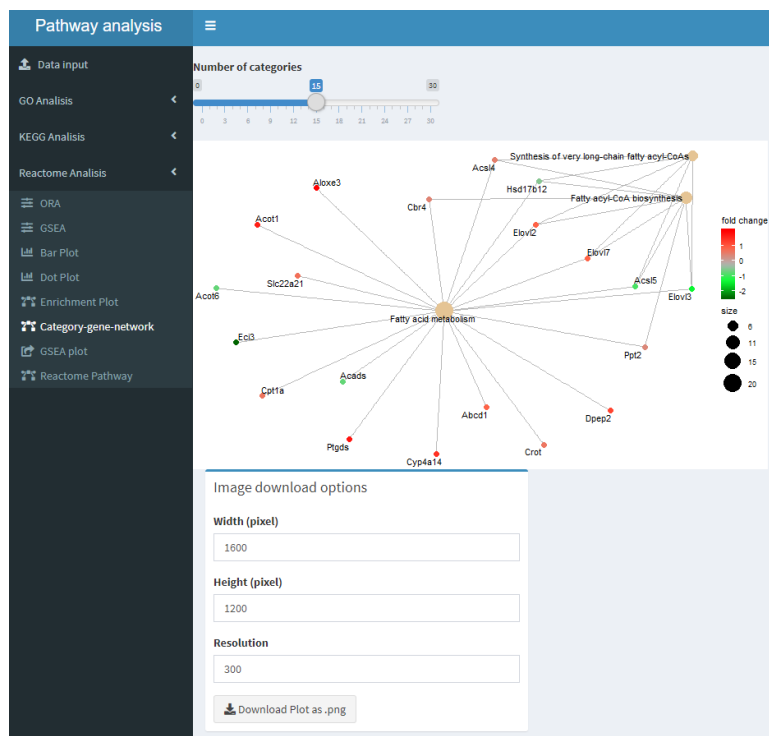 Pathway analysis
Data input
GO Analisis
KEGG Analisis
Reactome Analisis
ORA
GSEA
Bar Plot
Dot Plot
Enrichment Plot
Category-gene-network
GSEA plot
Reactome Pathway
Number of categories
0 15 30
0 3 6 9 12 15 18 21 24 27 30
Acsl4
Synthesis of very long-chain fatty acyl-CoAs
Aloxe3
Hsd17b12
Cbr4
Fatty acyl-CoA biosynthesis
Acot1
Elovl2
Elovl7
Slc22a21
Acsl5
Acot6
Elovl3
Fatty acid metabolism
Eci3
Ppt2
Acads
Cpt1a
Abcd1
Dpep2
Ptgds
Cyp4a14
Crot
fold change
1
0
-1
-2
size
6
11
15
20
Image download options
Width (pixel)
1600
Height (pixel)
1200
Resolution
300
Download Plot as .png